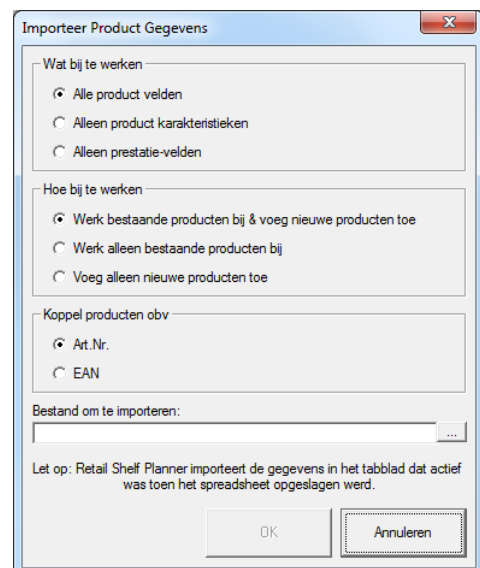 Importeer Product Gegevens
Wat bij te werken
Alle product velden
Alleen product karakteristieken
Alleen prestatie-velden
Hoe bij te werken
Werk bestaande producten bij & voeg nieuwe producten toe
Werk alleen bestaande producten bij
Voeg alleen nieuwe producten toe
Koppel producten obv
Art.Nr.
EAN
Bestand om te importeren:
...
Let op: Retail Shelf Planner importeert de gegevens in het tabblad dat actief
was toen het spreadsheet opgeslagen werd.
OK
Annuleren